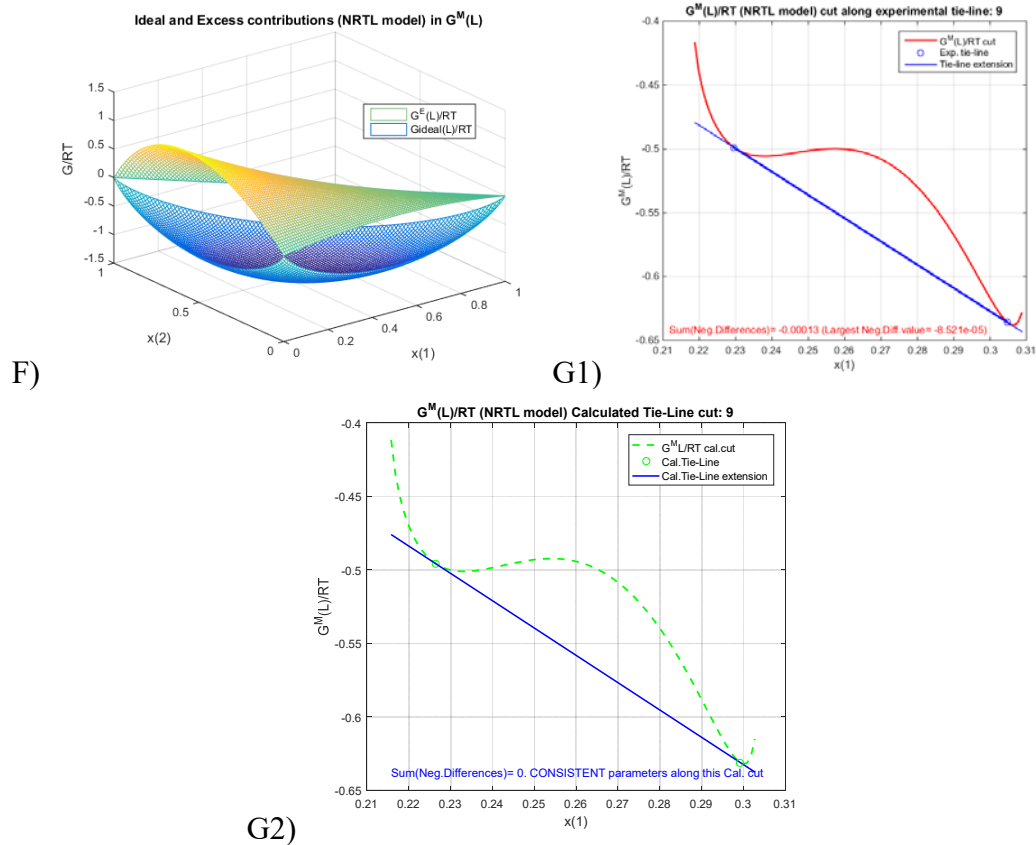 Ideal and Excess contributions (NRTL model) in G^M(L)
G/RT
1.5
1
0.5
0
-0.5
-1
-1.5
G^E(L)/RT
Gideal(L)/RT
1
0.5
0
x(2)
0
0.2
0.4
0.6
0.8
1
x(1)
F)
G^M(L)/RT (NRTL model) cut along experimental tie-line: 9
G^M(L)/RT
-0.4
-0.45
-0.5
-0.55
-0.6
-0.65
G^M(L)/RT cut
Exp. tie-line
Tie-line extension
Sum(Neg.Differences)= -0.00013 (Largest Neg.Diff.value= -8.521e-05)
0.21 0.22 0.23 0.24 0.25 0.26 0.27 0.28 0.29 0.3 0.31
x(1)
G1)
G^M(L)/RT (NRTL model) Calculated Tie-Line cut: 9
G^M(L)/RT
-0.4
-0.45
-0.5
-0.55
-0.6
-0.65
G^M L/RT cal.cut
Cal.Tie-Line
Cal.Tie-Line extension
Sum(Neg.Differences)= 0. CONSISTENT parameters along this Cal. cut
0.21 0.22 0.23 0.24 0.25 0.26 0.27 0.28 0.29 0.3 0.31
x(1)
G2)